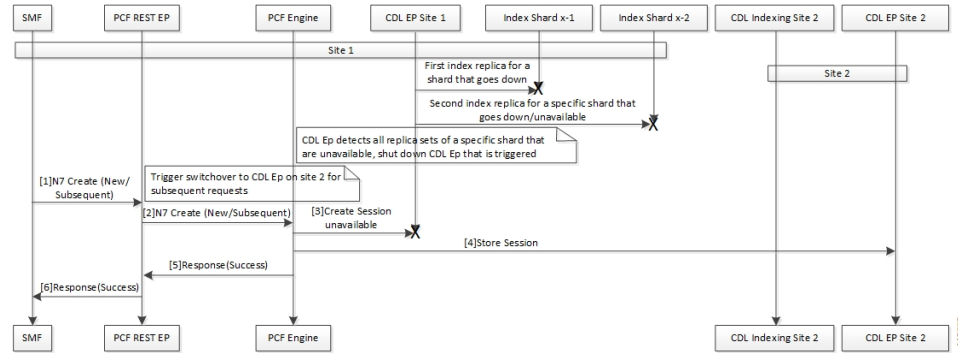 SMF
PCF REST EP
PCF Engine
CDL EP Site 1
Index Shard x-1
Index Shard x-2
CDL Indexing Site 2
CDL EP Site 2
Site 1
First index replica for a
shard that goes down
Site 2
X
Second index replica for a specific shard that
goes down/unavailable
X
CDL Ep detects all replica sets of a specific shard that
are unavailable, shut down CDL Ep that is triggered
[1]N7 Create (New/
Subsequent)
Trigger switchover to CDL Ep on site 2 for
subsequent requests
[2]N7 Create (New/Subsequent)
[3]Create Session
unavailable
X
[4]Store Session
[5]Response(Success)
[6]Response(Success)
SMF
PCF REST EP
PCF Engine
CDL Indexing Site 2
CDL EP Site 2